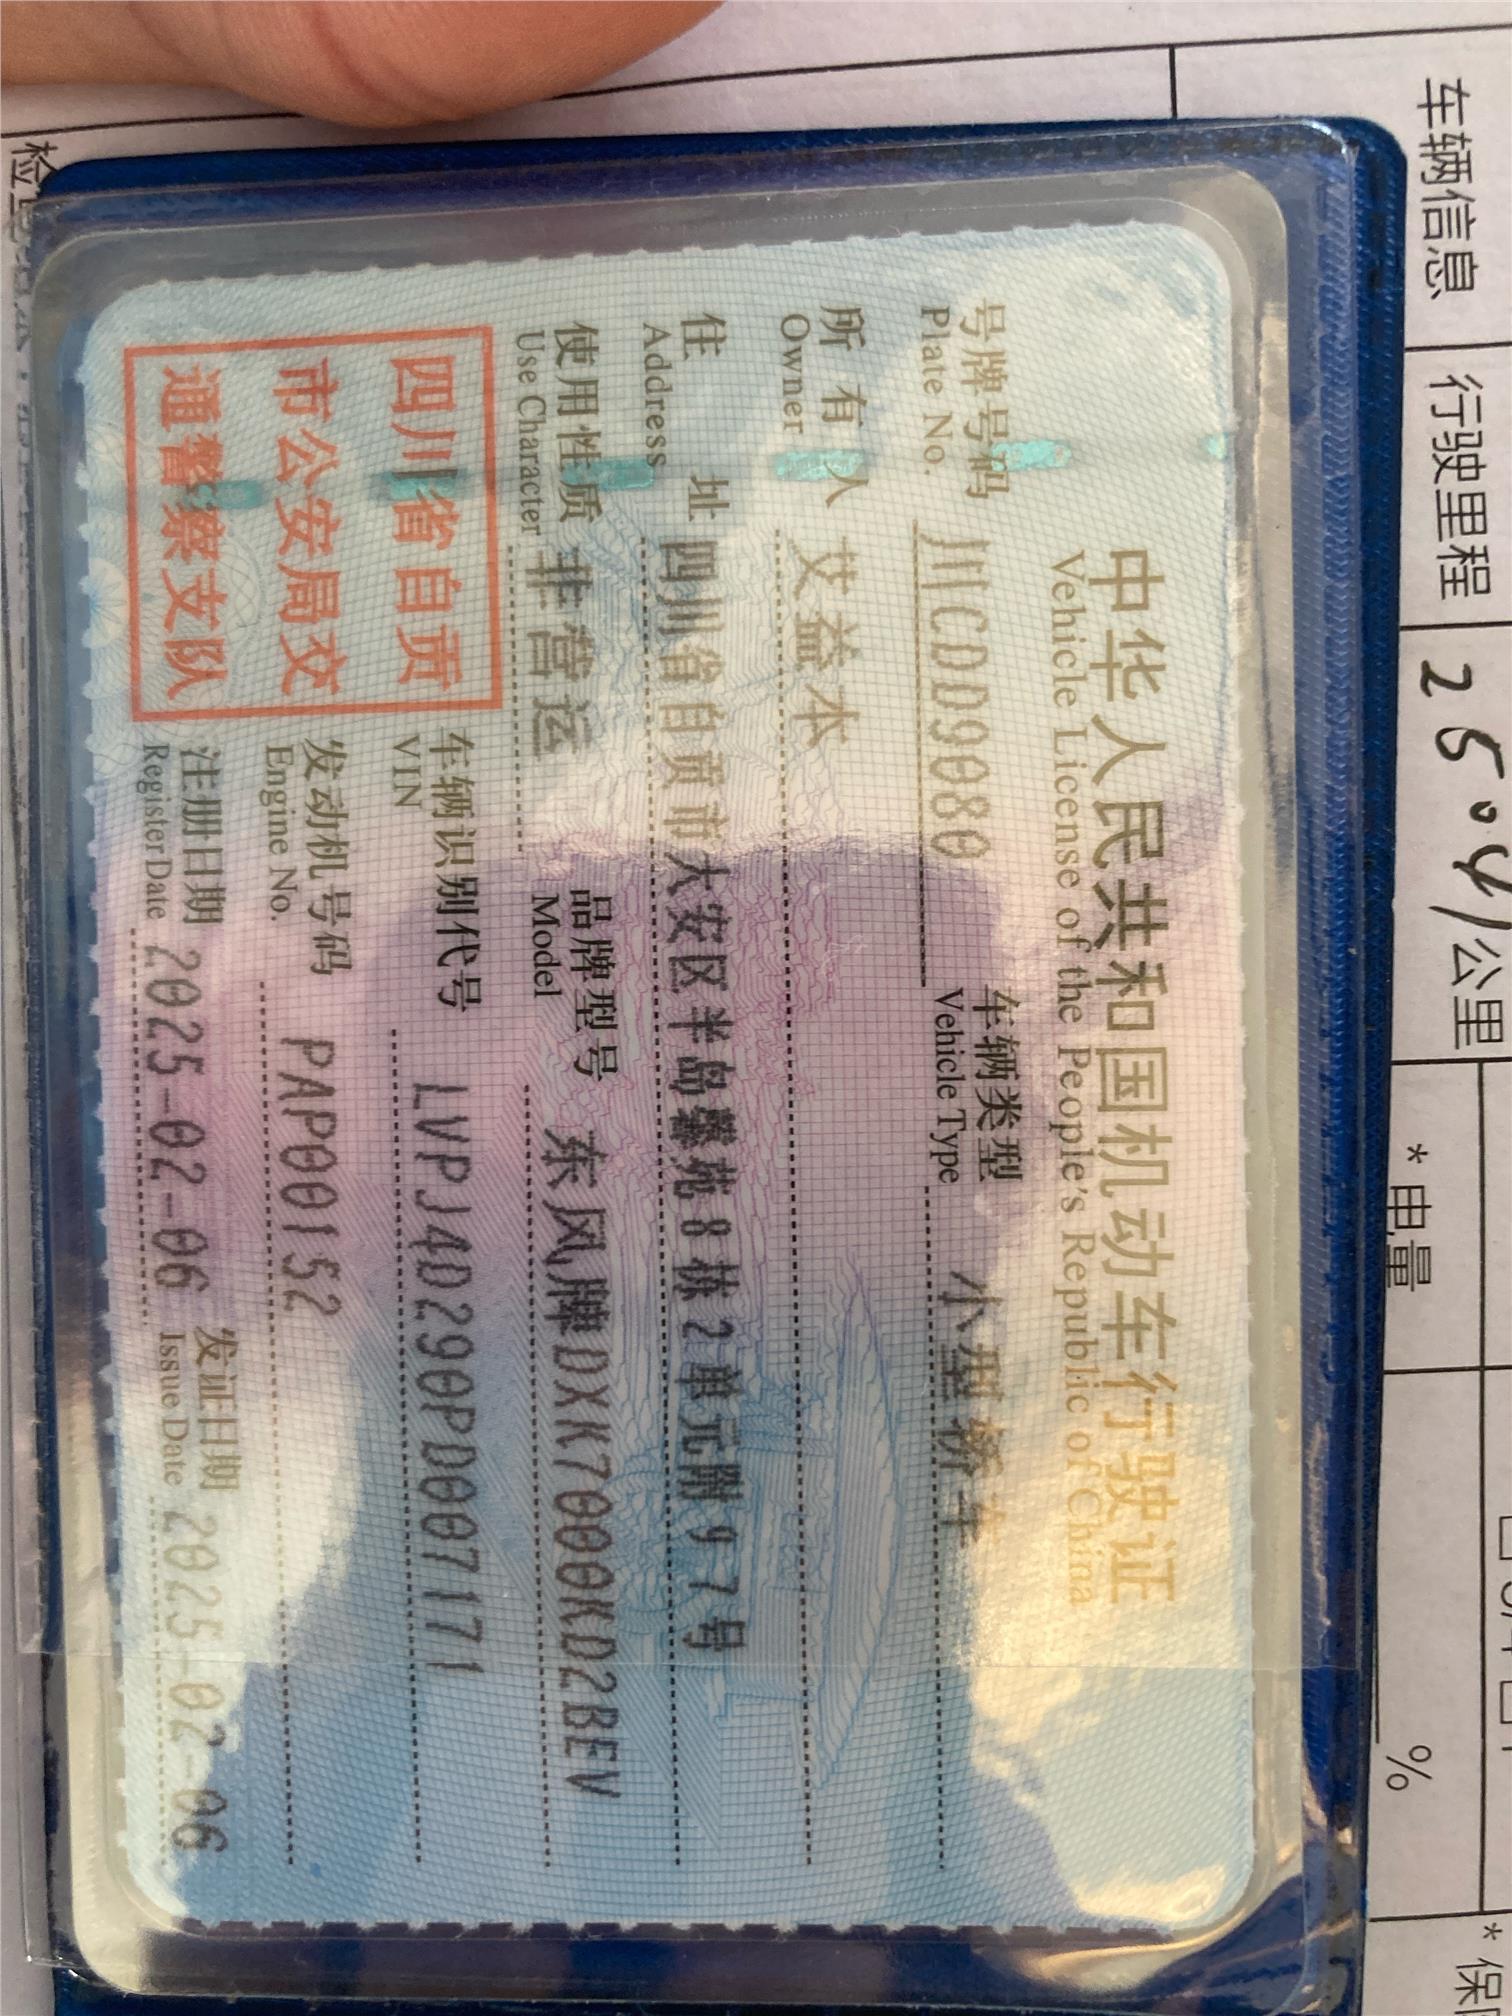 车辆信息 行驶里程 2504/公里 *电量 %
*保
检
中华人民共和国机动车行驶证
Vehicle License of the People's Republic of China
号牌号码 川CDD9080 车辆类型 小型轿车
Plate No. Vehicle Type
所有人 艾益本
Owner
住址 四川省自贡市大安区半岛馨苑8栋2单元附97号
Address
使用性质 非营运 品牌型号 东风牌DXK7000KD2BEV
Use Character Model
四川省自贡
市公安局交
通警察支队
车辆识别代号 LVPJ4D290PD007171
VIN
发动机号码 PAP00152
Engine No.
注册日期 2025-02-06 发证日期 2025-02-06
Register Date Issue Date